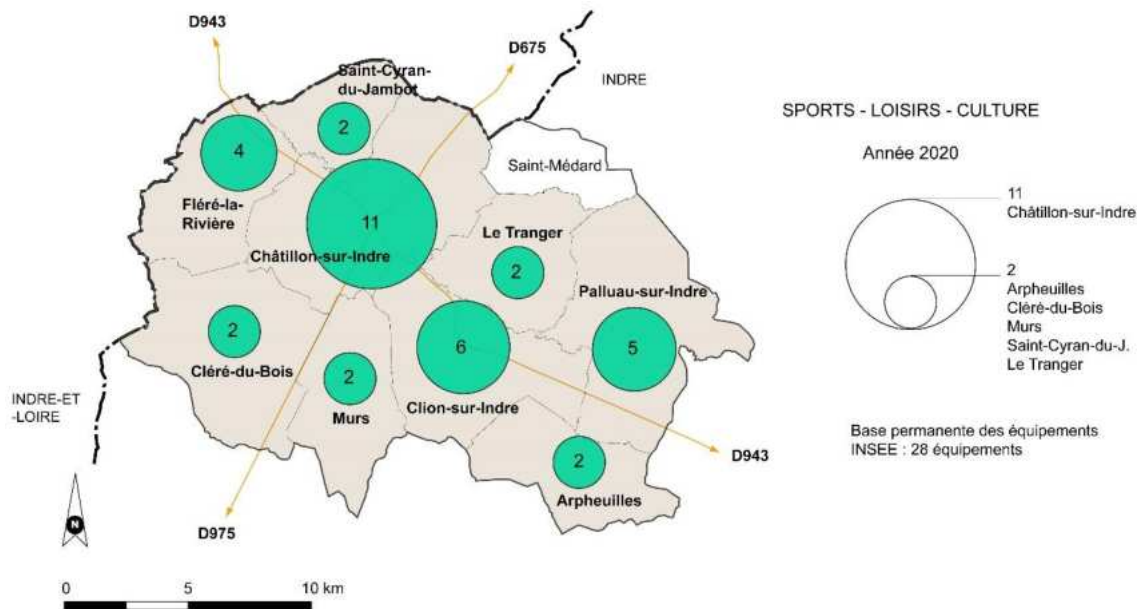 D943
D675
Saint-Cyran-
du-Jambot
INDRE
2
4
Saint-Médard
Fléré-la-
Rivière
11
Châtillon-sur-Indre
Le Tranger
2
Palluau-sur-Indre
2
Cléré-du-Bois
6
5
2
Murs
Clion-sur-Indre
INDRE-ET
-LOIRE
D943
2
Arpheuilles
D975
N
0 5 10 km
SPORTS - LOISIRS - CULTURE
Année 2020
11
Châtillon-sur-Indre
2
Arpheuilles
Cléré-du-Bois
Murs
Saint-Cyran-du-J.
Le Tranger
Base permanente des équipements
INSEE : 28 équipements